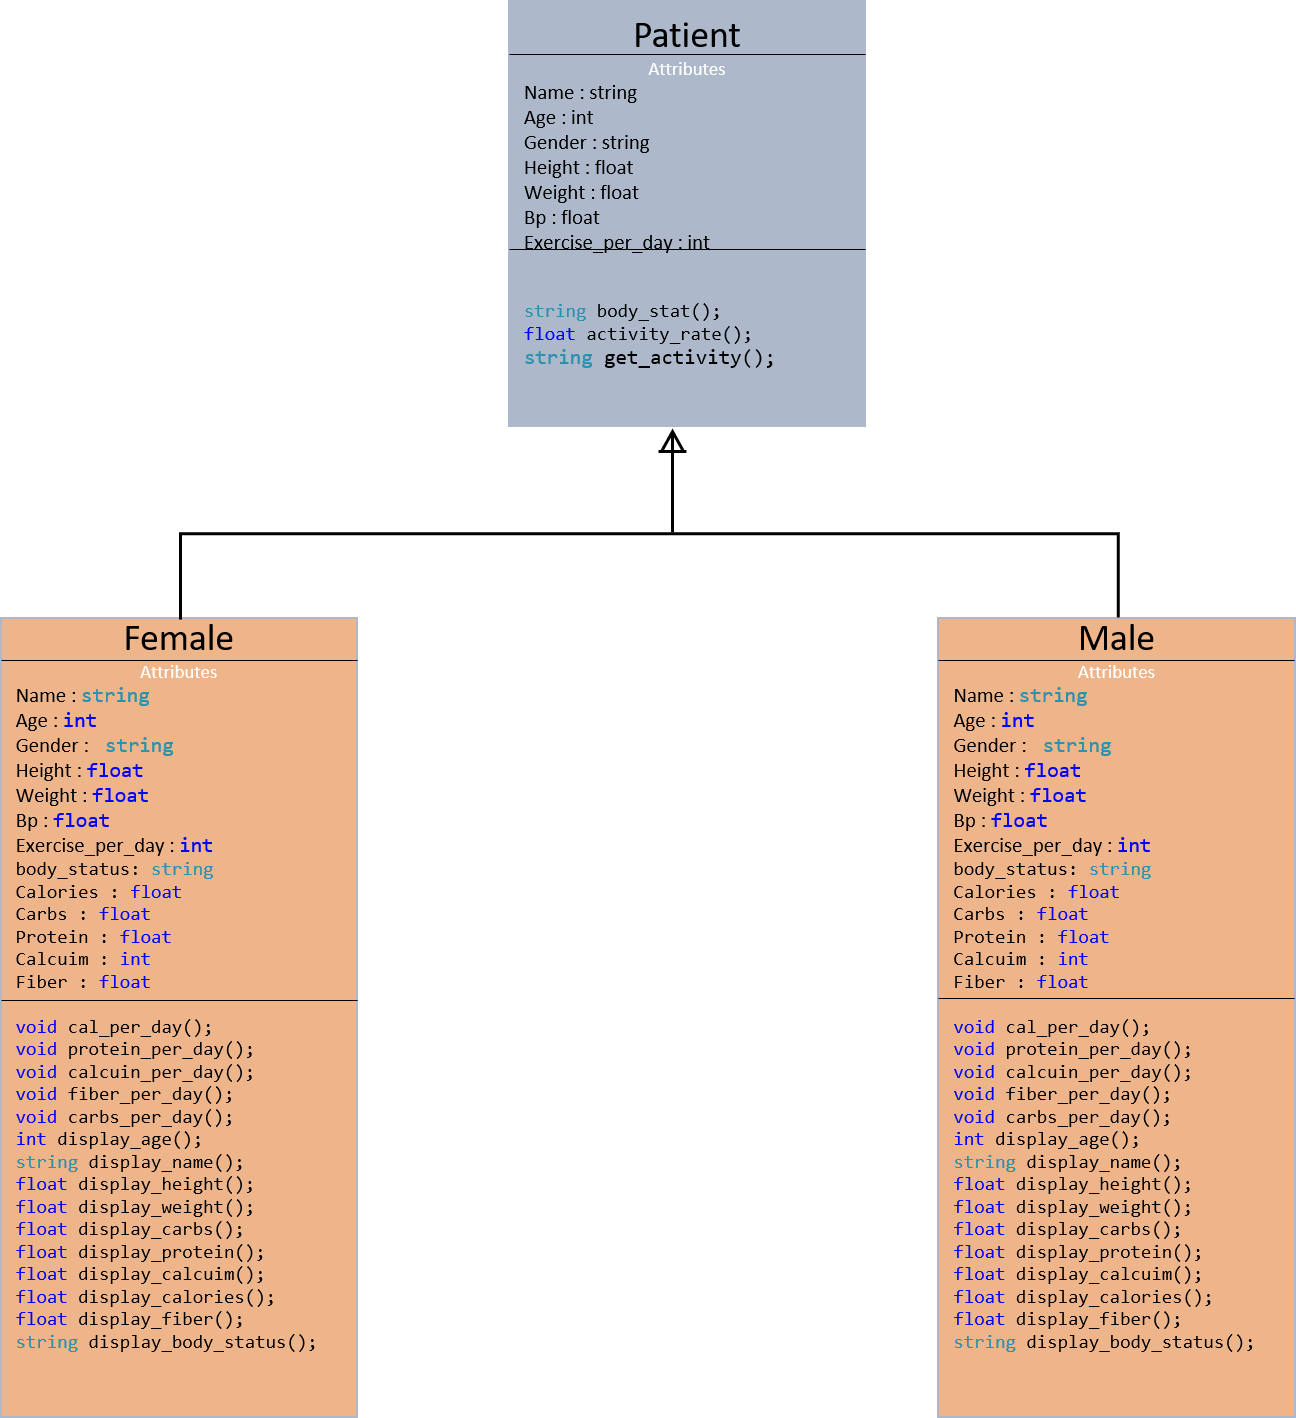 Patient
Attributes
Name : string
Age : int
Gender : string
Height : float
Weight : float
Bp : float
Exercise_per_day : int
string body_stat();
float activity_rate();
string get_activity();
Female
Attributes
Name : string
Age : int
Gender :  string
Height : float
Weight : float
Bp : float
Exercise_per_day : int
body_status: string
Calories : float
Carbs : float
Protein : float
Calcuim : int
Fiber : float
void cal_per_day();
void protein_per_day();
void calcuin_per_day();
void fiber_per_day();
void carbs_per_day();
int display_age();
string display_name();
float display_height();
float display_weight();
float display_carbs();
float display_protein();
float display_calcuim();
float display_calories();
float display_fiber();
string display_body_status();
Male
Attributes
Name : string
Age : int
Gender :  string
Height : float
Weight : float
Bp : float
Exercise_per_day : int
body_status: string
Calories : float
Carbs : float
Protein : float
Calcuim : int
Fiber : float
void cal_per_day();
void protein_per_day();
void calcuin_per_day();
void fiber_per_day();
void carbs_per_day();
int display_age();
string display_name();
float display_height();
float display_weight();
float display_carbs();
float display_protein();
float display_calcuim();
float display_calories();
float display_fiber();
string display_body_status();